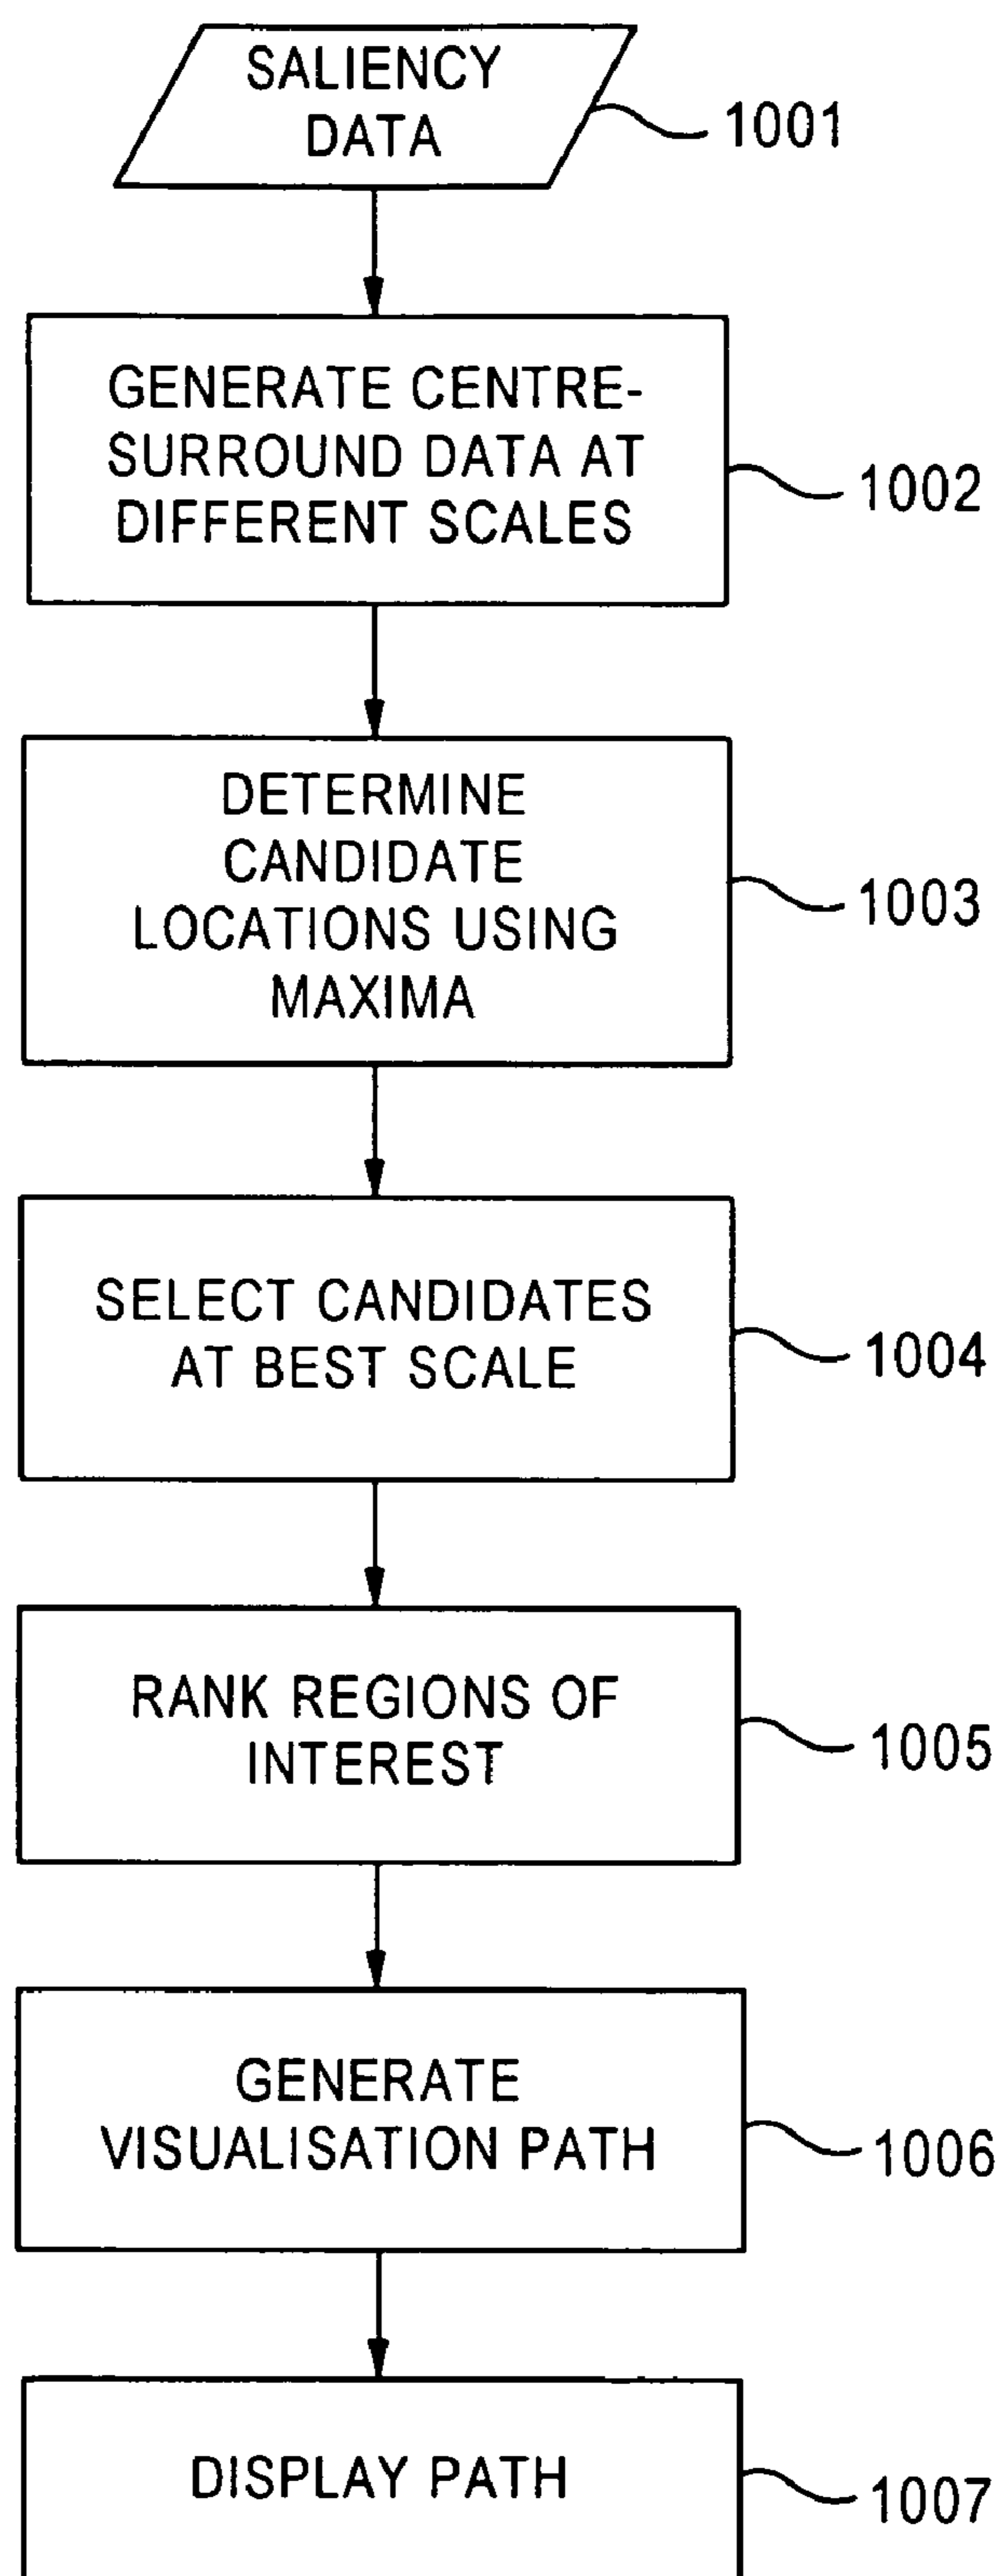 SALIENCY
DATA
1001
GENERATE CENTRE-
SURROUND DATA AT
DIFFERENT SCALES
1002
DETERMINE
CANDIDATE
LOCATIONS USING
MAXIMA
1003
SELECT CANDIDATES
AT BEST SCALE
1004
RANK REGIONS OF
INTEREST
1005
GENERATE
VISUALISATION PATH
1006
DISPLAY PATH
1007